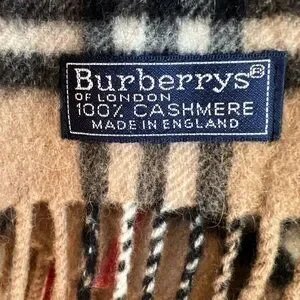 Burberrys®
OF LONDON
100% CASHMERE
MADE IN ENGLAND